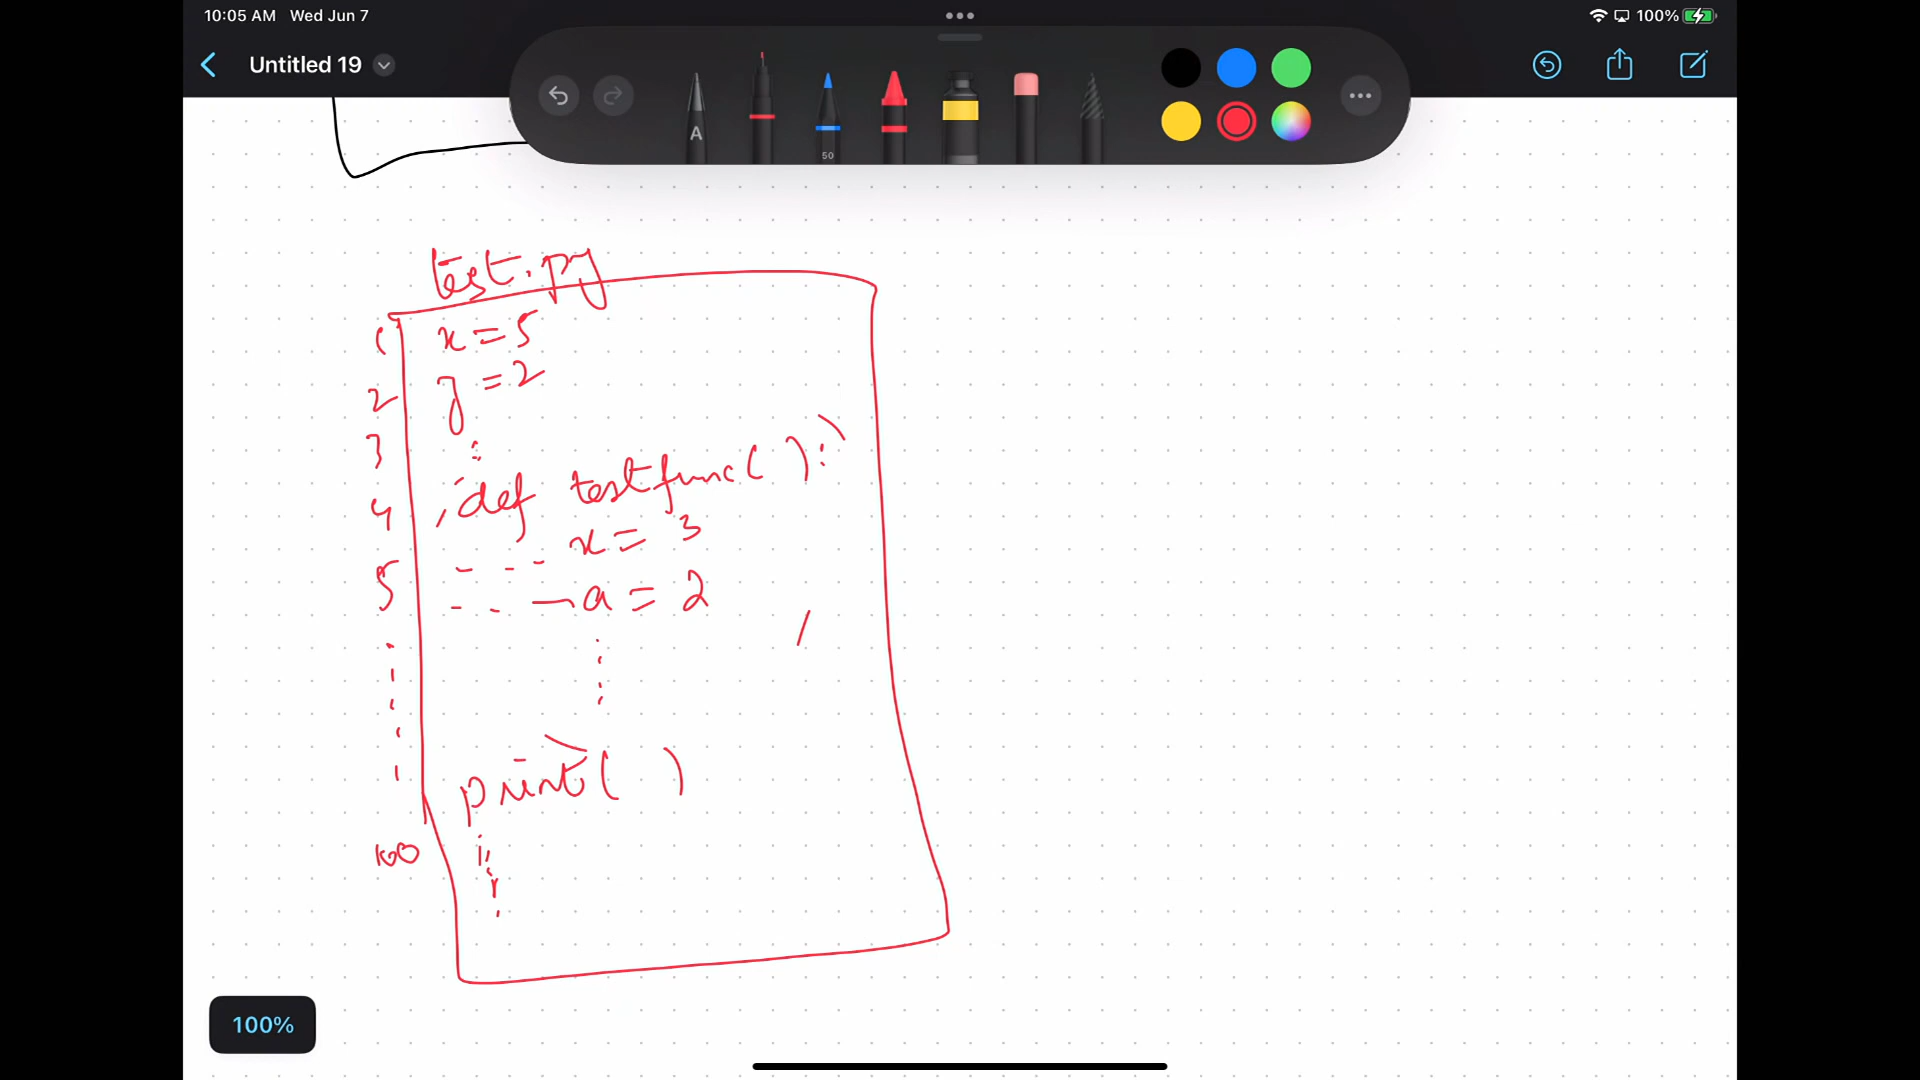 10:05 AM Wed Jun 7
100%
Untitled 19
A
50
test.py
1 x = 5
2 y = 2
3 :
4 def testfunc( ):
x = 3
5 a = 2
print( )
100
100%